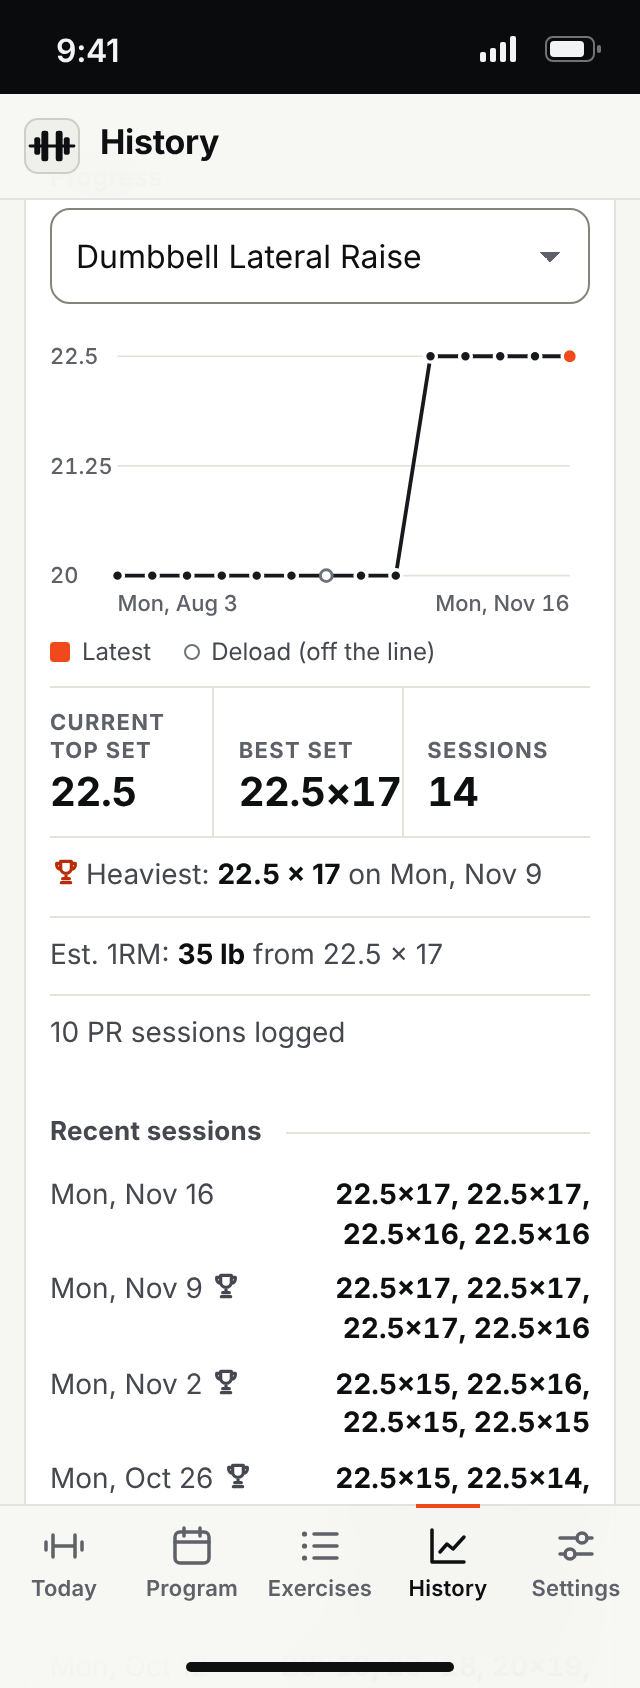 9:41
History
Progress
Dumbbell Lateral Raise
22.5
21.25
20
Mon, Aug 3
Mon, Nov 16
Latest
Deload (off the line)
CURRENT
TOP SET
22.5
BEST SET
22.5×17
SESSIONS
14
Heaviest: 22.5 × 17 on Mon, Nov 9
Est. 1RM: 35 lb from 22.5 × 17
10 PR sessions logged
Recent sessions
Mon, Nov 16
22.5×17, 22.5×17,
22.5×16, 22.5×16
Mon, Nov 9
22.5×17, 22.5×17,
22.5×17, 22.5×16
Mon, Nov 2
22.5×15, 22.5×16,
22.5×15, 22.5×15
Mon, Oct 26
22.5×15, 22.5×14,
Today
Program
Exercises
History
Settings
Mon, Oct
20×19,